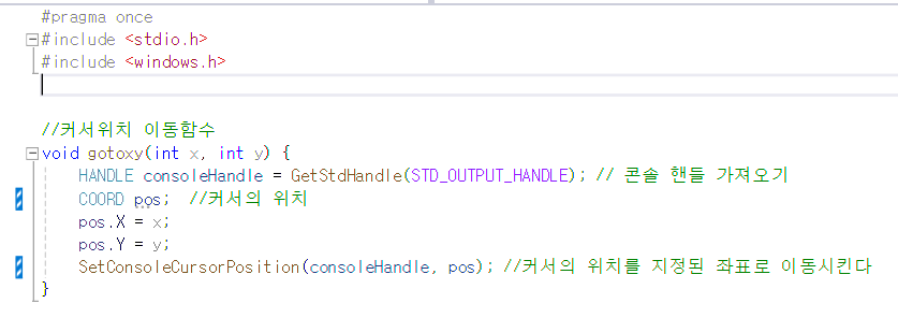 #pragma once
#include <stdio.h>
#include <windows.h>
//커서위치 이동함수
void gotoxy(int x, int y) {
HANDLE consoleHandle = GetStdHandle(STD_OUTPUT_HANDLE); // 콘솔 핸들 가져오기
COORD pos; //커서의 위치
pos.X = x;
pos.Y = y;
SetConsoleCursorPosition(consoleHandle, pos); //커서의 위치를 지정된 좌표로 이동시킨다
}